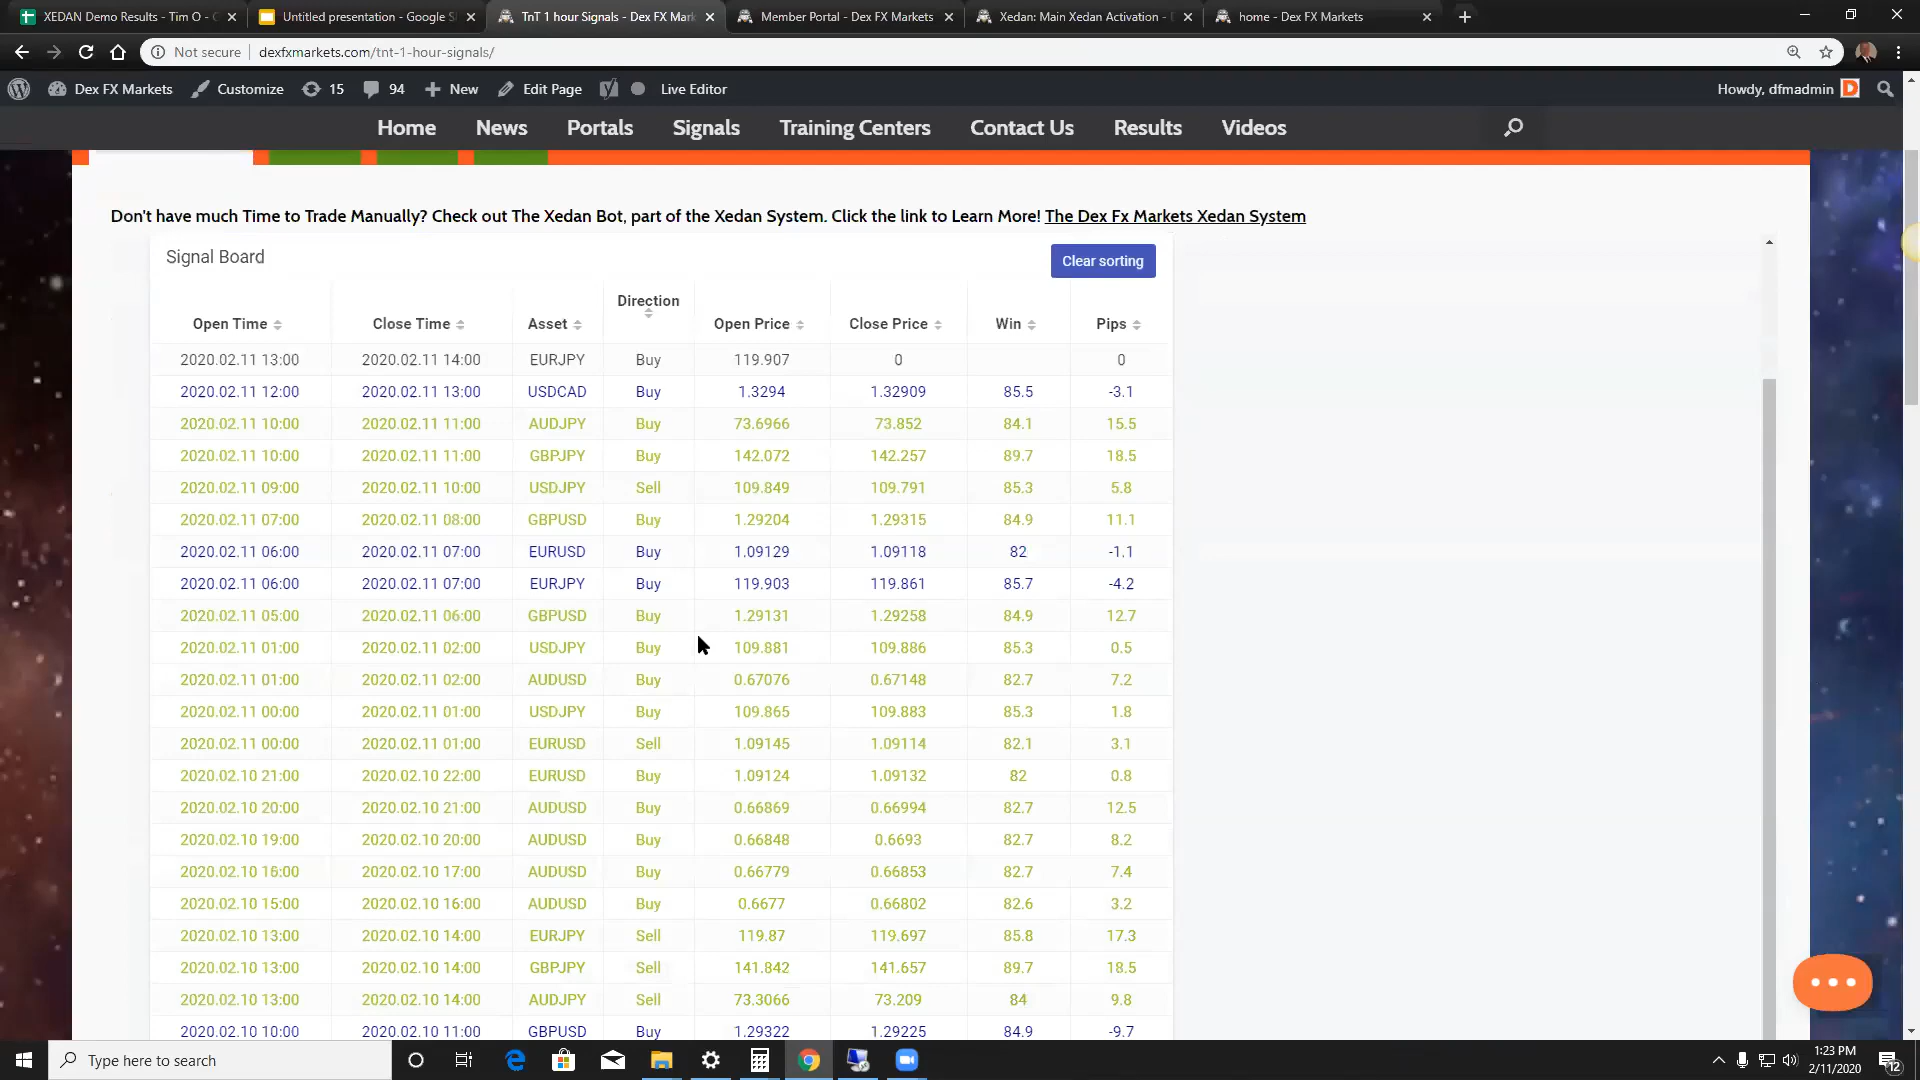 XEDAN Demo Results - Tim O - G
Untitled presentation - Google S
TnT 1 hour Signals - Dex FX Mark
Member Portal - Dex FX Markets
Xedan: Main Xedan Activation -
home - Dex FX Markets
Not secure dexfxmarkets.com/tnt-1-hour-signals/
Dex FX Markets Customize 15 94 New Edit Page Live Editor Howdy, dfmadmin
Home News Portals Signals Training Centers Contact Us Results Videos
Don't have much Time to Trade Manually? Check out The Xedan Bot, part of the Xedan System. Click the link to Learn More! The Dex Fx Markets Xedan System
Signal Board Clear sorting
Open Time Close Time Asset Direction Open Price Close Price Win Pips
2020.02.11 13:00 2020.02.11 14:00 EURJPY Buy 119.907 0 0
2020.02.11 12:00 2020.02.11 13:00 USDCAD Buy 1.3294 1.32909 85.5 -3.1
2020.02.11 10:00 2020.02.11 11:00 AUDJPY Buy 73.6966 73.852 84.1 15.5
2020.02.11 10:00 2020.02.11 11:00 GBPJPY Buy 142.072 142.257 89.7 18.5
2020.02.11 09:00 2020.02.11 10:00 USDJPY Sell 109.849 109.791 85.3 5.8
2020.02.11 07:00 2020.02.11 08:00 GBPUSD Buy 1.29204 1.29315 84.9 11.1
2020.02.11 06:00 2020.02.11 07:00 EURUSD Buy 1.09129 1.09118 82 -1.1
2020.02.11 06:00 2020.02.11 07:00 EURJPY Buy 119.903 119.861 85.7 -4.2
2020.02.11 05:00 2020.02.11 06:00 GBPUSD Buy 1.29131 1.29258 84.9 12.7
2020.02.11 01:00 2020.02.11 02:00 USDJPY Buy 109.881 109.886 85.3 0.5
2020.02.11 01:00 2020.02.11 02:00 AUDUSD Buy 0.67076 0.67148 82.7 7.2
2020.02.11 00:00 2020.02.11 01:00 USDJPY Buy 109.865 109.883 85.3 1.8
2020.02.11 00:00 2020.02.11 01:00 EURUSD Sell 1.09145 1.09114 82.1 3.1
2020.02.10 21:00 2020.02.10 22:00 EURUSD Buy 1.09124 1.09132 82 0.8
2020.02.10 20:00 2020.02.10 21:00 AUDUSD Buy 0.66869 0.66994 82.7 12.5
2020.02.10 19:00 2020.02.10 20:00 AUDUSD Buy 0.66848 0.6693 82.7 8.2
2020.02.10 16:00 2020.02.10 17:00 AUDUSD Buy 0.66779 0.66853 82.7 7.4
2020.02.10 15:00 2020.02.10 16:00 AUDUSD Buy 0.6677 0.66802 82.6 3.2
2020.02.10 13:00 2020.02.10 14:00 EURJPY Sell 119.87 119.697 85.8 17.3
2020.02.10 13:00 2020.02.10 14:00 GBPJPY Sell 141.842 141.657 89.7 18.5
2020.02.10 13:00 2020.02.10 14:00 AUDJPY Sell 73.3066 73.209 84 9.8
2020.02.10 10:00 2020.02.10 11:00 GBPUSD Buy 1.29322 1.29225 84.9 -9.7
Type here to search
1:23 PM
2/11/2020
12